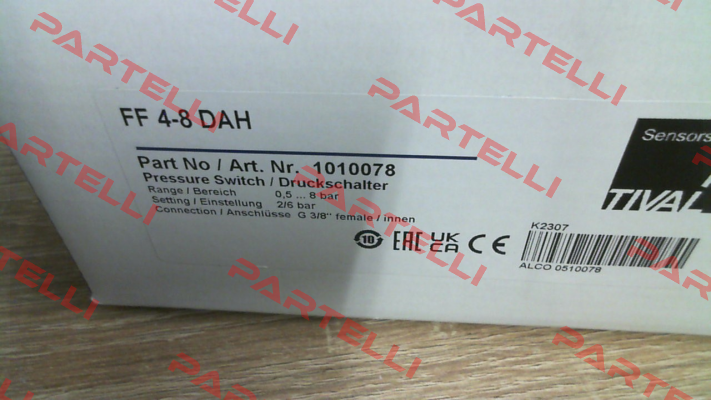 FF 4-8 DAH
Part No / Art. Nr. 1010078
Pressure Switch / Druckschalter
Range / Bereich 0,5 ... 8 bar
Setting / Einstellung 2/6 bar
Connection / Anschlüsse G 3/8" female / innen
10 EAC UK CA CE
Sensors
TIVAL
K2307
ALCO 0510078
PARTELLI
PARTELLI
PARTELLI
PARTELLI
PARTELLI
PARTELLI
PARTELLI
PARTELLI
PARTELLI